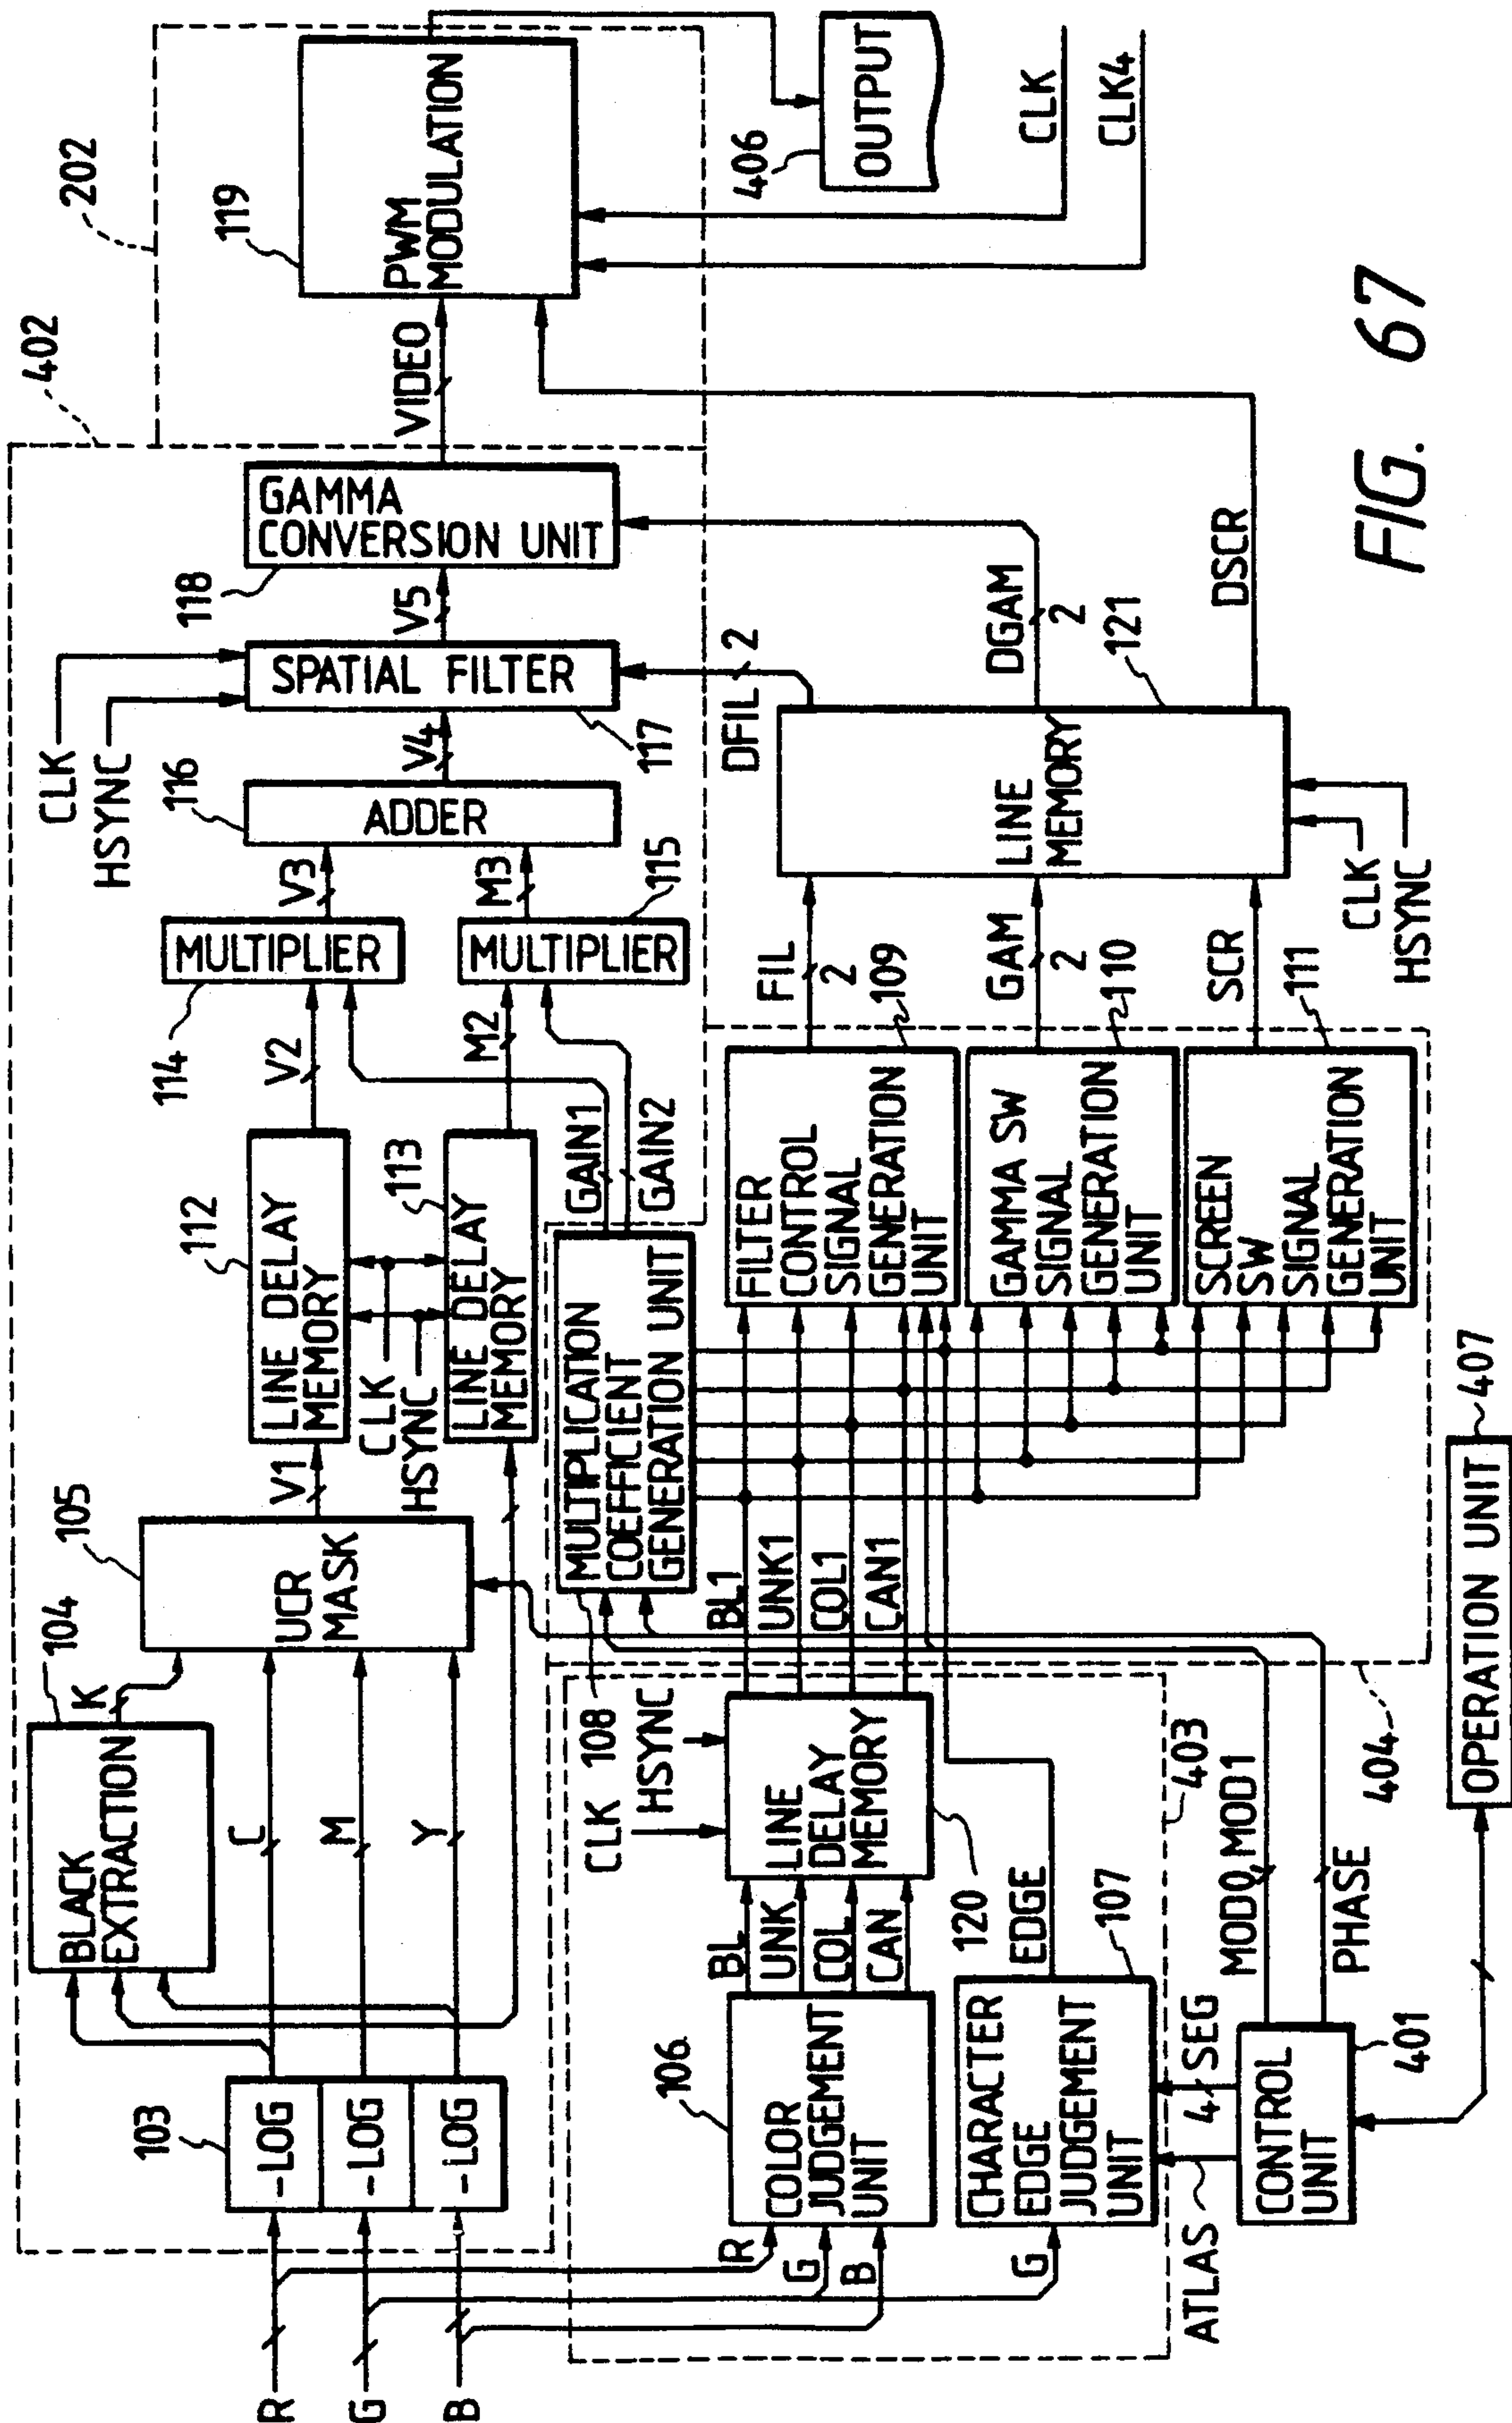 R
G
B
103
-LOG
-LOG
-LOG
BLACK
EXTRACTION
104
K
C
M
Y
105
UCR
MASK
V1
112
LINE DELAY
MEMORY
CLK
HSYNC
113
LINE DELAY
MEMORY
V2
M2
114
MULTIPLIER
MULTIPLIER
115
V3
M3
116
ADDER
V4
CLK
HSYNC
SPATIAL FILTER
117
V5
118
GAMMA
CONVERSION UNIT
402
VIDEO
202
119
PWM
MODULATION
406
OUTPUT
CLK
CLK4
R
G
B
G
106
COLOR
JUDGEMENT
UNIT
BL
UNK
COL
CAN
CLK
HSYNC
LINE
DELAY
MEMORY
120
BL1
UNK1
COL1
CAN1
108
MULTIPLICATION
COEFFICIENT
GENERATION UNIT
GAIN1
GAIN2
CHARACTER
EDGE
JUDGEMENT
UNIT
107
EDGE
403
ATLAS
4
SEG
CONTROL
UNIT
401
MOD0,MOD1
PHASE
404
OPERATION UNIT
407
FILTER
CONTROL
SIGNAL
GENERATION
UNIT
109
GAMMA SW
SIGNAL
GENERATION
UNIT
110
SCREEN
SW
SIGNAL
GENERATION
UNIT
111
FIL
2
GAM
2
SCR
LINE
MEMORY
121
CLK
HSYNC
DFIL
2
DGAM
2
DSCR
FIG. 67